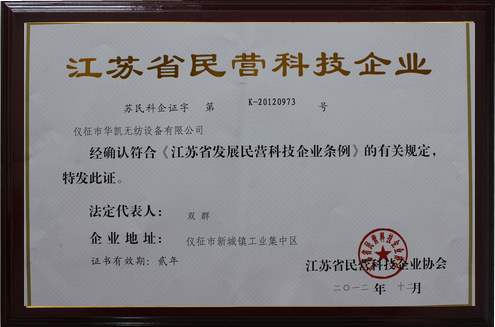 江苏省民营科技企业
苏民科企证字 第 K-20120973 号
仪征市华凯无纺设备有限公司
经确认符合《江苏省发展民营科技企业条例》的有关规定,
特发此证。
法定代表人: 双群
企业地址: 仪征市新城镇工业集中区
证书有效期: 贰年
江苏省民营科技企业协会
二〇一二年十二月